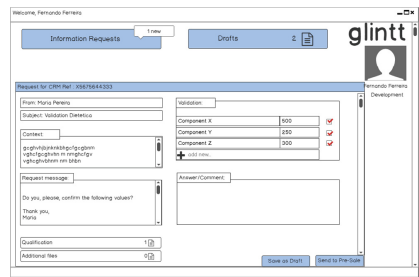 Welcome, Fernando Ferreira
1 new
Information Requests
Drafts
2
glintt
Fernando Ferreira
Development
Request for CRM Ref : XS675644333
From: Maria Pereira
Subject: Validation Dietetica
Context:
vghcfgcghvhn m nmghcfgv
Request message:
Do you, please, confirm the following values?
Thank you,
Maria
Qualification
1
Additional files
0
Validation:
Component X
500
Component Y
250
Component Z
300
add new...
Answer/Comment:
Save as Draft
Send to Pre-Sale